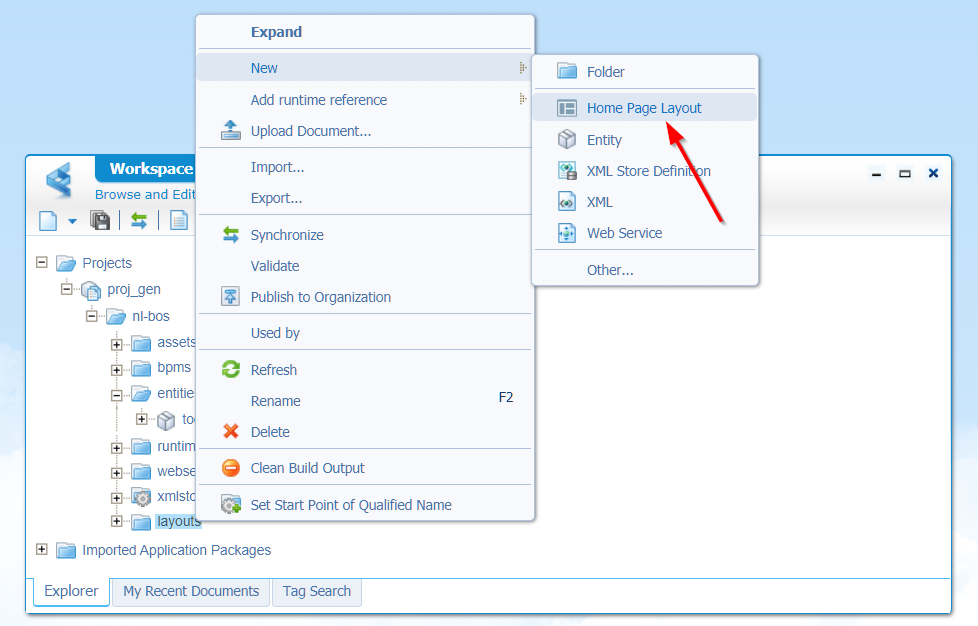 Expand
New
Add runtime reference
Upload Document...
Import...
Export...
Synchronize
Validate
Publish to Organization
Used by
Refresh
Rename F2
Delete
Clean Build Output
Set Start Point of Qualified Name
Folder
Home Page Layout
Entity
XML Store Definition
XML
Web Service
Other...
Workspace
Browse and Edit
Projects
proj_gen
nl-bos
assets
bpms
entitie
to
runtim
webse
xmlsto
layouts
Imported Application Packages
Explorer My Recent Documents Tag Search